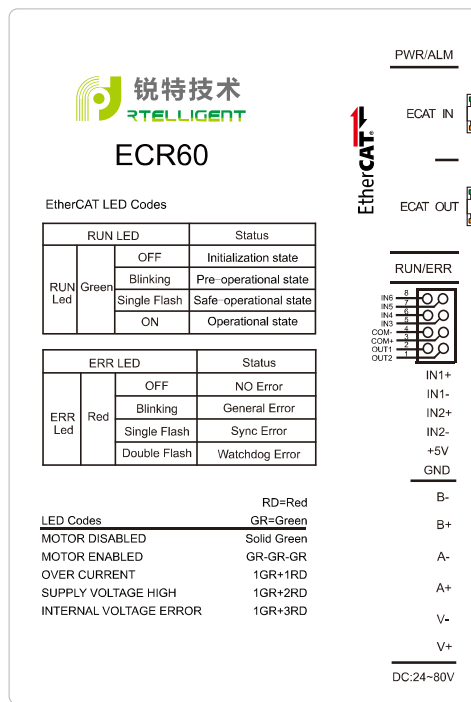 锐特技术
RTELLIGENT
ECR60
EtherCAT LED Codes
RUN LED Status
RUN Led Green OFF Initialization state
Blinking Pre-operational state
Single Flash Safe-operational state
ON Operational state
ERR LED Status
ERR Led Red OFF NO Error
Blinking General Error
Single Flash Sync Error
Double Flash Watchdog Error
RD=Red
LED Codes GR=Green
MOTOR DISABLED Solid Green
MOTOR ENABLED GR-GR-GR
OVER CURRENT 1GR+1RD
SUPPLY VOLTAGE HIGH 1GR+2RD
INTERNAL VOLTAGE ERROR 1GR+3RD
EtherCAT®
PWR/ALM
ECAT IN
ECAT OUT
RUN/ERR
IN6 8
IN5 7
IN4 6
IN3 5
COM- 4
COM+ 3
OUT1 2
OUT2 1
IN1+
IN1-
IN2+
IN2-
+5V
GND
B-
B+
A-
A+
V-
V+
DC:24~80V